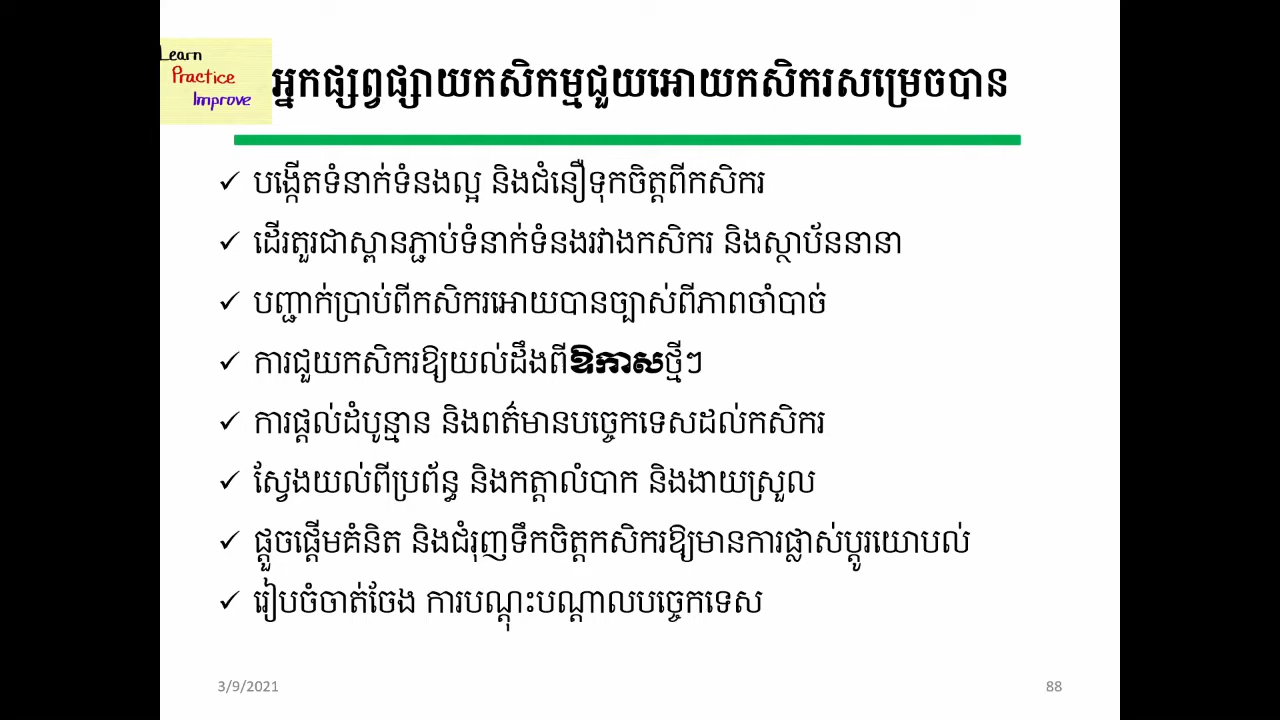 Learn
Practice
Improve
អ្នកផ្សព្វផ្សាយកសិកម្មជួយអោយកសិករសម្រេចបាន
✓ បង្កើតទំនាក់ទំនងល្អ និងជំនឿទុកចិត្តពីកសិករ
✓ ដើរតួរជាស្ពានភ្ជាប់ទំនាក់ទំនងរវាងកសិករ និងស្ថាប័ននានា
✓ បញ្ជាក់ប្រាប់ពីកសិករអោយបានច្បាស់ពីភាពចាំបាច់
✓ ការជួយកសិករឱ្យយល់ដឹងពីឱកាសថ្មីៗ
✓ ការផ្តល់ដំបូន្មាន និងពត៌មានបច្ចេកទេសដល់កសិករ
✓ ស្វែងយល់ពីប្រព័ន្ធ និងកត្តាលំបាក និងងាយស្រួល
✓ ផ្តួចផ្តើមគំនិត និងជំរុញទឹកចិត្តកសិករឱ្យមានការផ្លាស់ប្តូរយោបល់
✓ រៀបចំចាត់ចែង ការបណ្តុះបណ្តាលបច្ចេកទេស
3/9/2021
88